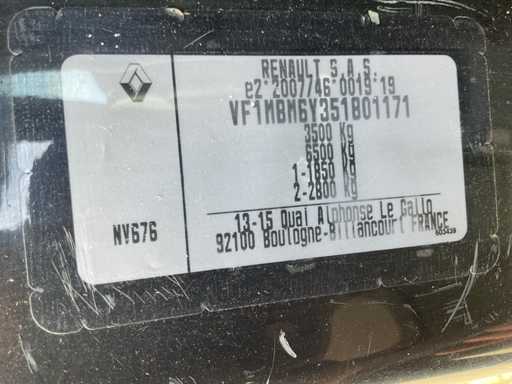 RENAULT S.A.S.
e2*2007/46*0019*19
VF1MBM6Y351801171
3500 Kg
6500 Kg
1-1850 Kg
2-2800 Kg
NV676
13-15 Quai Alphonse Le Gallo
92100 Boulogne-Billancourt FRANCE